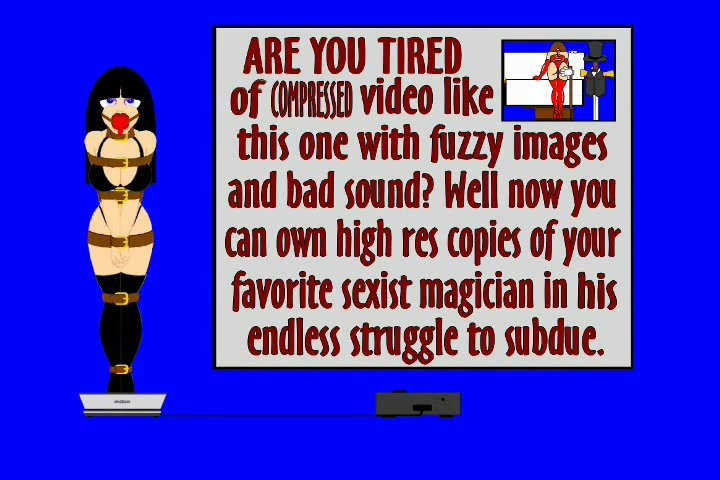 ARE YOU TIRED
of COMPRESSED video like
this one with fuzzy images
and bad sound? Well now you
can own high res copies of your
favorite sexist magician in his
endless struggle to subdue.